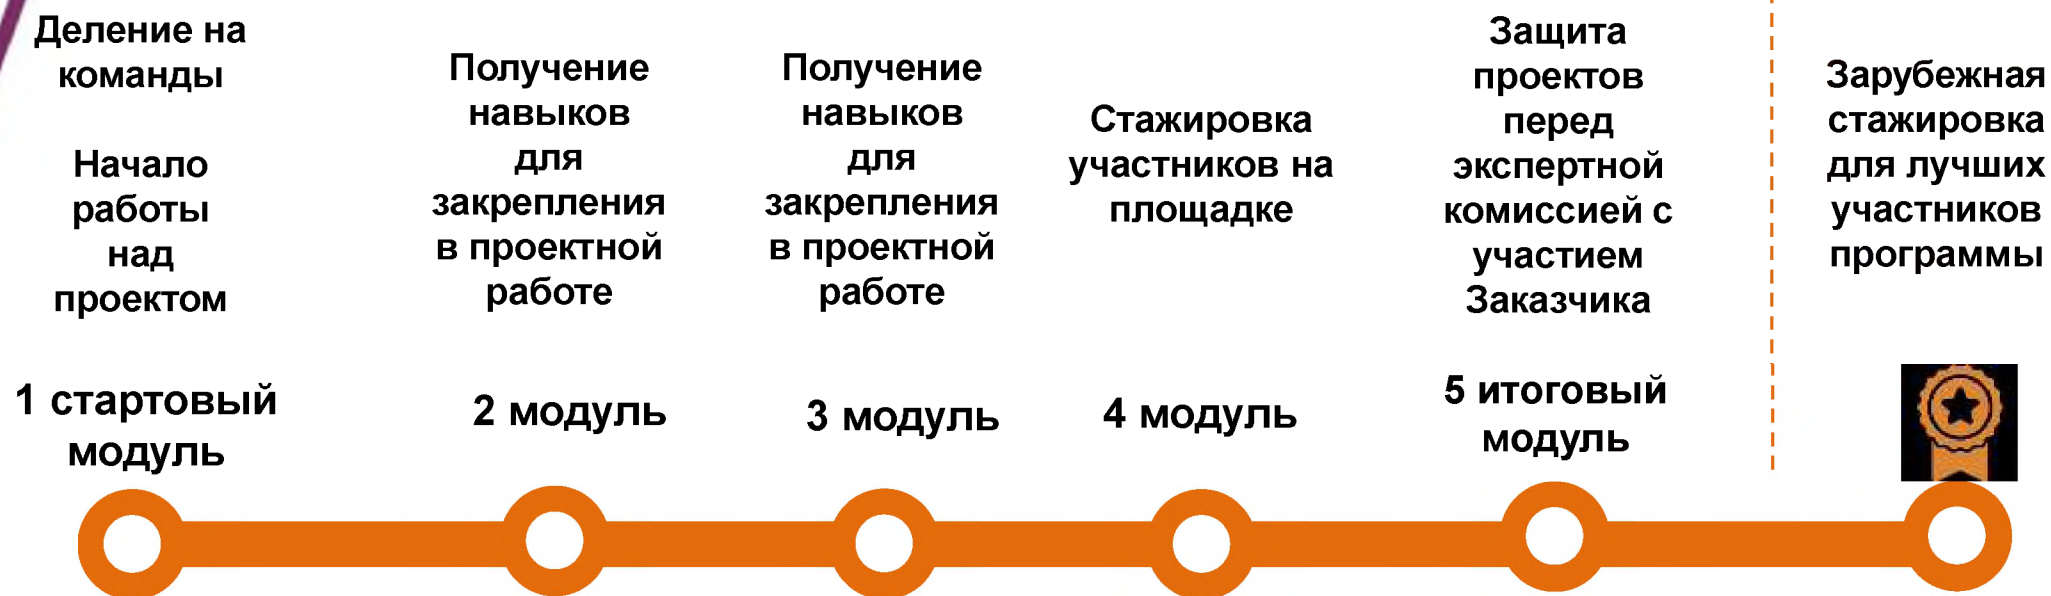 Деление на
команды
Начало
работы
над
проектом
1 стартовый
модуль
Получение
навыков
для
закрепления
в проектной
работе
2 модуль
Получение
навыков
для
закрепления
в проектной
работе
3 модуль
Стажировка
участников на
площадке
4 модуль
Защита
проектов
перед
экспертной
комиссией с
участием
Заказчика
5 итоговый
модуль
Зарубежная
стажировка
для лучших
участников
программы